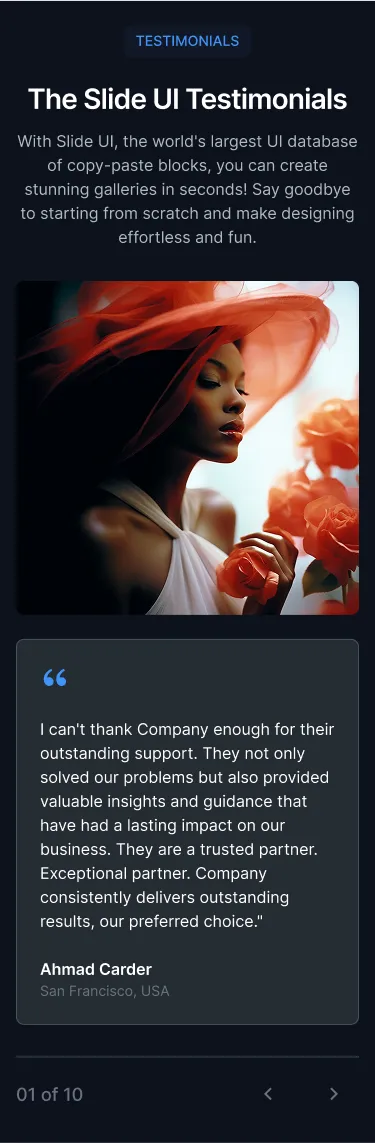 TESTIMONIALS
The Slide UI Testimonials
With Slide UI, the world's largest UI database
of copy-paste blocks, you can create
stunning galleries in seconds! Say goodbye
to starting from scratch and make designing
effortless and fun.
“
I can't thank Company enough for their
outstanding support. They not only
solved our problems but also provided
valuable insights and guidance that
have had a lasting impact on our
business. They are a trusted partner.
Exceptional partner. Company
consistently delivers outstanding
results, our preferred choice."
Ahmad Carder
San Francisco, USA
01 of 10